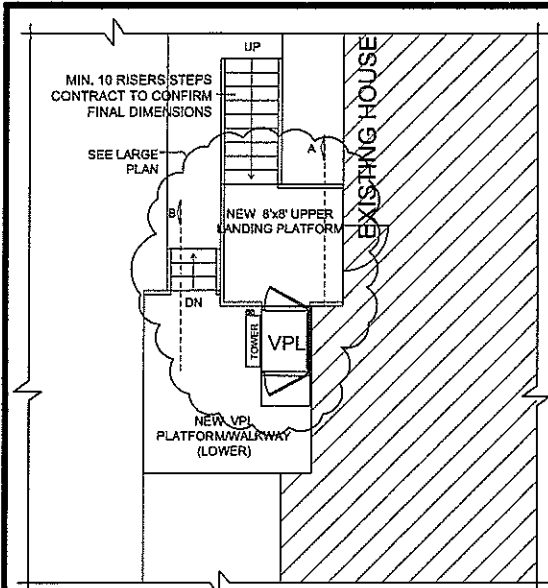 UP
MIN. 10 RISERS STEPS
CONTRACT TO CONFIRM
FINAL DIMENSIONS
EXISTING HOUSE
SEE LARGE
PLAN
A
B
NEW 8'x8' UPPER
LANDING PLATFORM
DN
TOWER
VPL
NEW VPL
PLATFORM/WALKWAY
(LOWER)